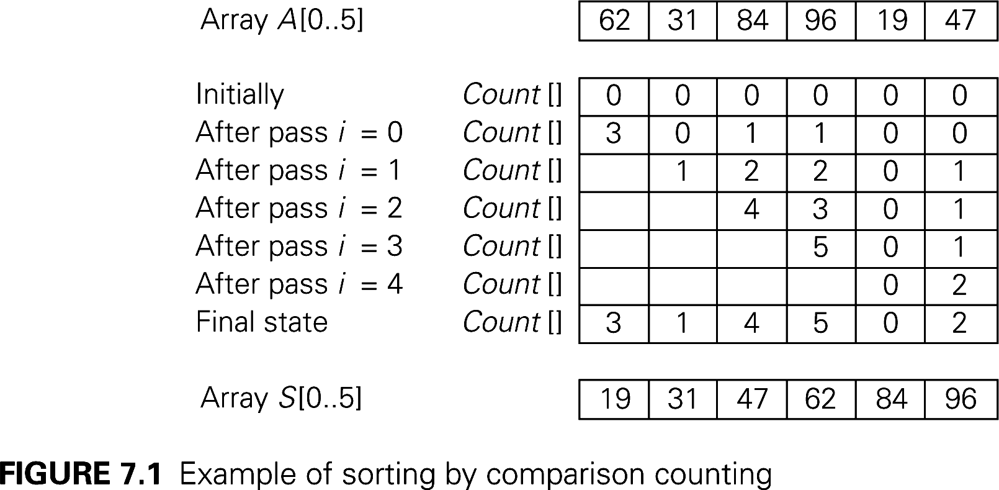 Array A[0..5] 62 31 84 96 19 47
Initially Count [] 0 0 0 0 0 0
After pass i = 0 Count [] 3 0 1 1 0 0
After pass i = 1 Count [] 1 2 2 0 1
After pass i = 2 Count [] 4 3 0 1
After pass i = 3 Count [] 5 0 1
After pass i = 4 Count [] 0 2
Final state Count [] 3 1 4 5 0 2
Array S[0..5] 19 31 47 62 84 96
FIGURE 7.1 Example of sorting by comparison counting